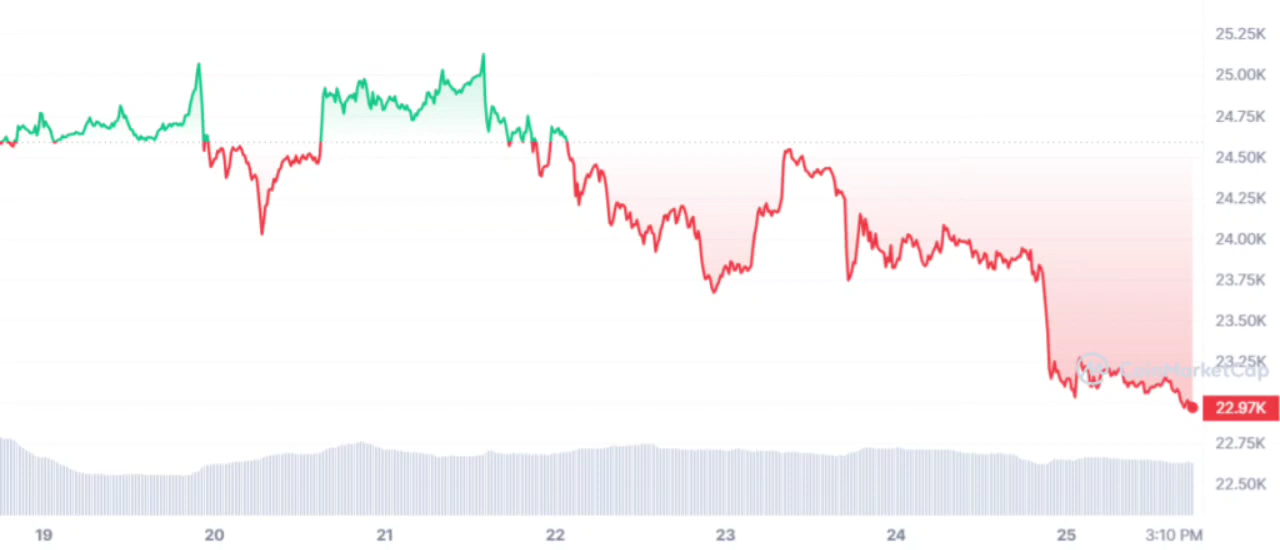 25.25K
25.00K
24.75K
24.50K
24.25K
24.00K
23.75K
23.50K
23.25K
CoinMarketCap
22.97K
22.75K
22.50K
19 20 21 22 23 24 25 3:10 PM